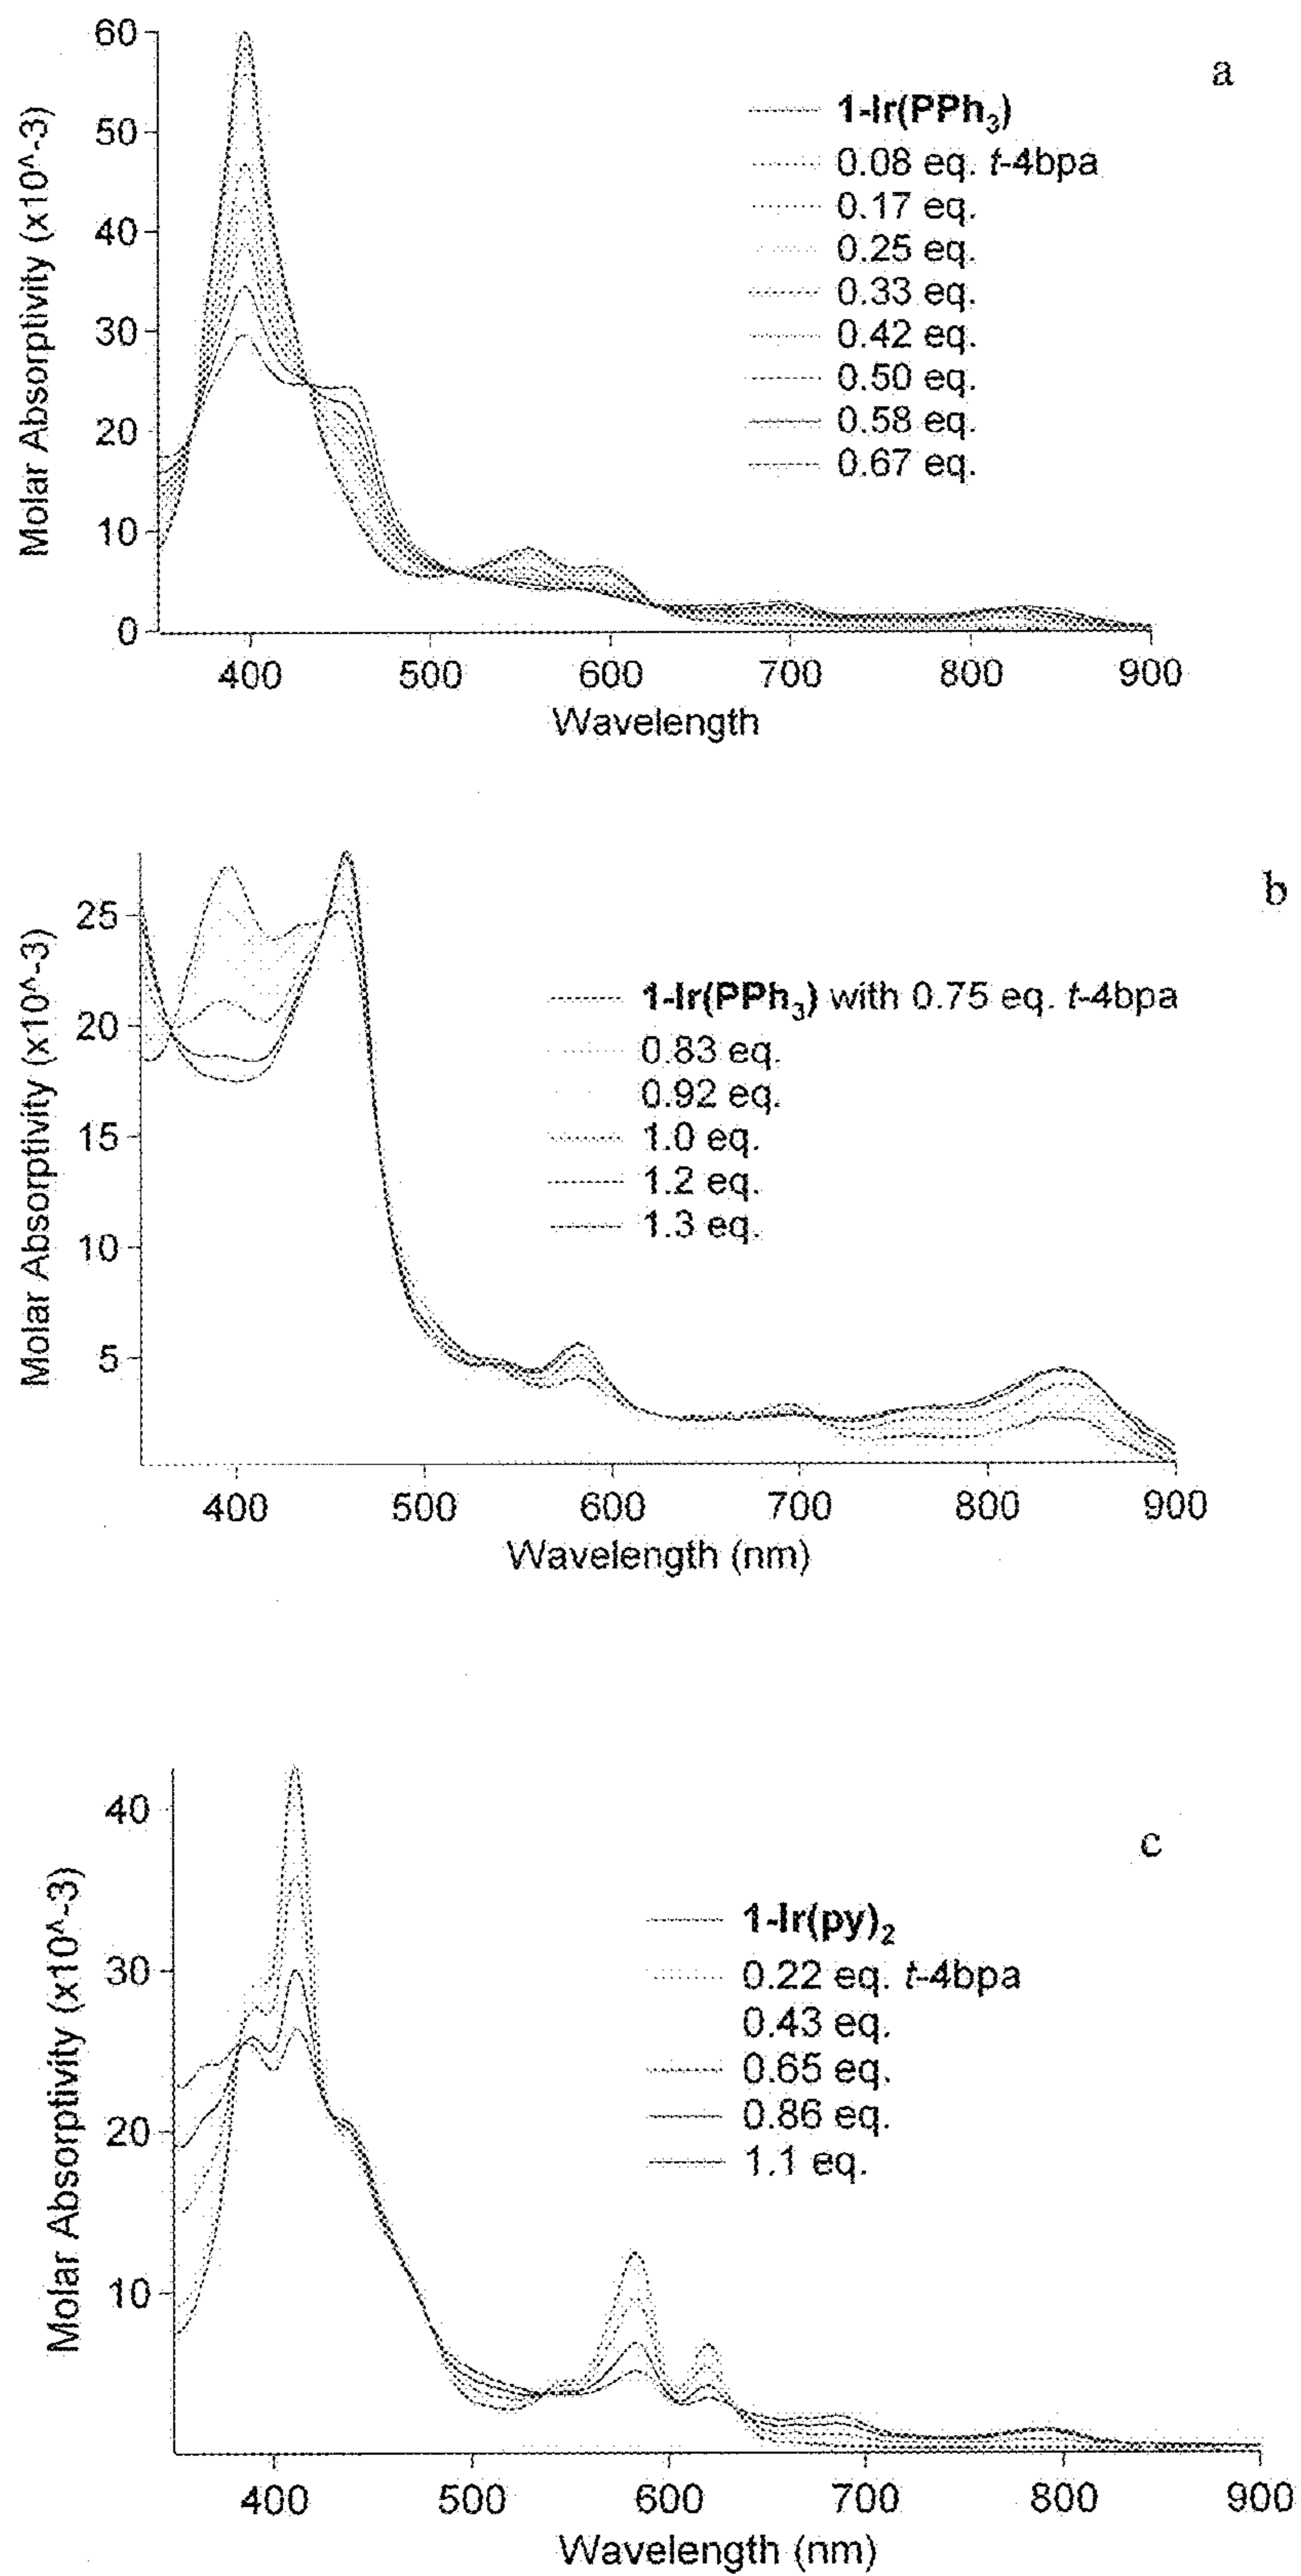 a
60
50
40
30
20
10
0
Molar Absorptivity (x10^-3)
1-Ir(PPh3)
0.08 eq. t-4bpa
0.17 eq.
0.25 eq.
0.33 eq.
0.42 eq.
0.50 eq.
0.58 eq.
0.67 eq.
400 500 600 700 800 900
Wavelength
b
25
20
15
10
5
Molar Absorptivity (x10^-3)
1-Ir(PPh3) with 0.75 eq. t-4bpa
0.83 eq.
0.92 eq.
1.0 eq.
1.2 eq.
1.3 eq.
400 500 600 700 800 900
Wavelength (nm)
c
40
30
20
10
Molar Absorptivity (x10^-3)
1-Ir(py)2
0.22 eq. t-4bpa
0.43 eq.
0.65 eq.
0.86 eq.
1.1 eq.
400 500 600 700 800 900
Wavelength (nm)